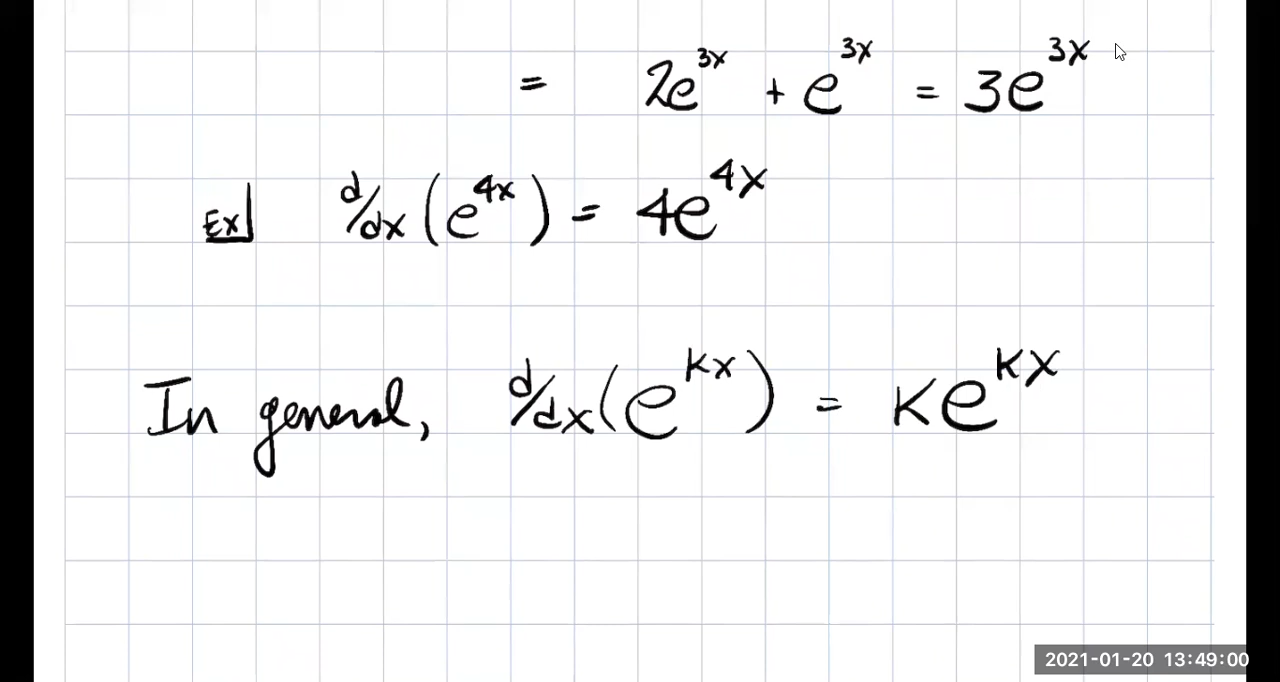 = 2e^{3x} + e^{3x} = 3e^{3x}
Ex d/dx (e^{4x}) = 4e^{4x}
In general, d/dx (e^{kx}) = ke^{kx}
2021-01-20 13:49:00